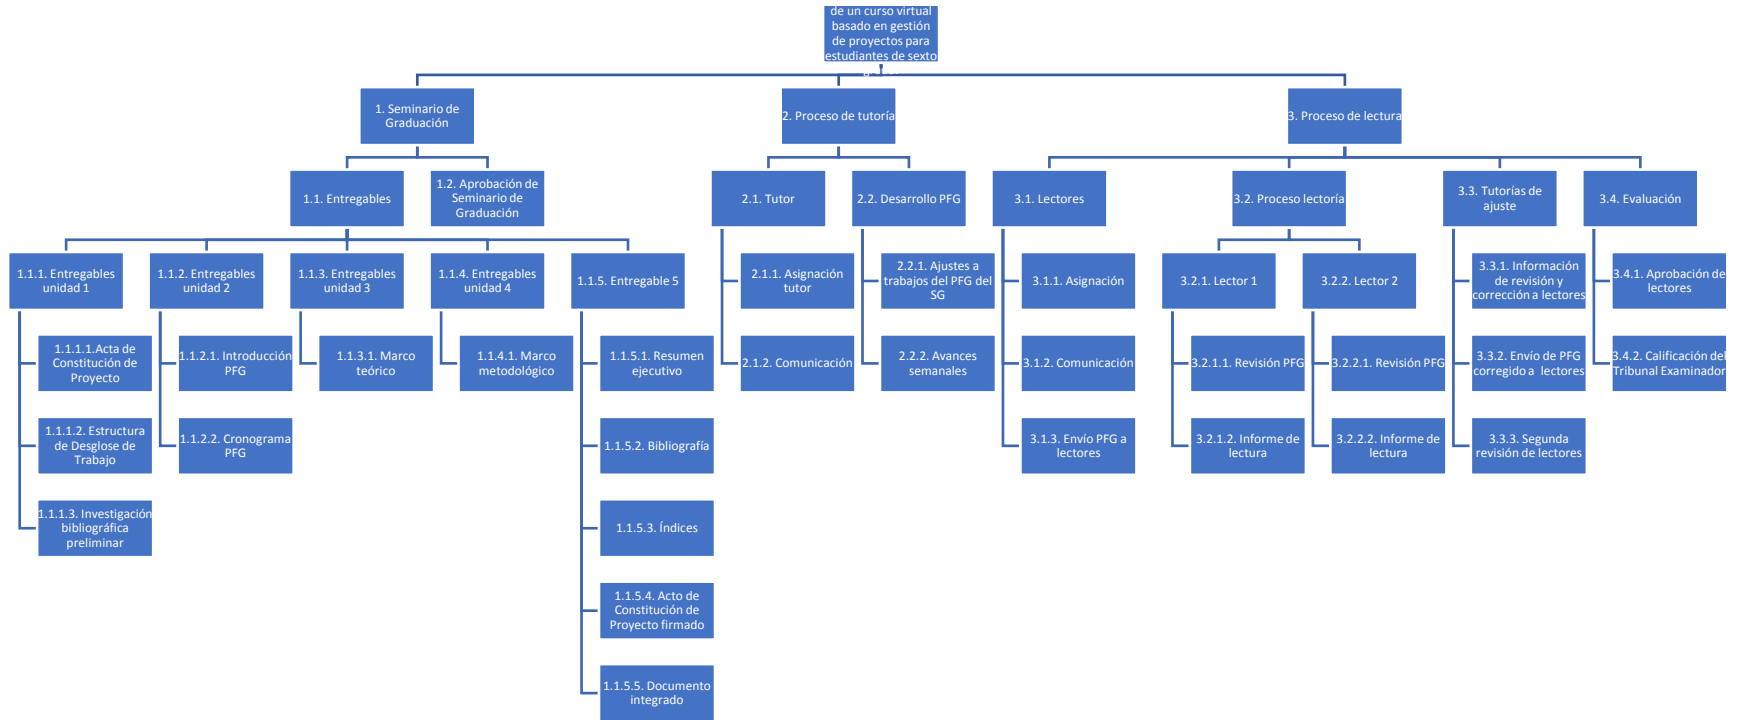 de un curso virtual
basado en gestión
de proyectos para
estudiantes de sexto
1. Seminario de
Graduación
2. Proceso de tutoría
3. Proceso de lectura
1.1. Entregables
1.2. Aprobación de
Seminario de
Graduación
2.1. Tutor
2.2. Desarrollo PFG
3.1. Lectores
3.2. Proceso lectoría
3.3. Tutorías de
ajuste
3.4. Evaluación
1.1.1. Entregables
unidad 1
1.1.2. Entregables
unidad 2
1.1.3. Entregables
unidad 3
1.1.4. Entregables
unidad 4
1.1.5. Entregable 5
2.1.1. Asignación
tutor
2.2.1. Ajustes a
trabajos del PFG del
SG
3.1.1. Asignación
3.2.1. Lector 1
3.2.2. Lector 2
3.3.1. Información
de revisión y
corrección a lectores
3.4.1. Aprobación de
lectores
1.1.1.1.Acta de
Constitución de
Proyecto
1.1.2.1. Introducción
PFG
1.1.3.1. Marco
teórico
1.1.4.1. Marco
metodológico
1.1.5.1. Resumen
ejecutivo
2.1.2. Comunicación
2.2.2. Avances
semanales
3.1.2. Comunicación
3.2.1.1. Revisión PFG
3.2.2.1. Revisión PFG
3.3.2. Envío de PFG
corregido a  lectores
3.4.2. Calificación del
Tribunal Examinador
1.1.1.2. Estructura
de Desglose de
Trabajo
1.1.2.2. Cronograma
PFG
1.1.5.2. Bibliografía
3.1.3. Envío PFG a
lectores
3.2.1.2. Informe de
lectura
3.2.2.2. Informe de
lectura
3.3.3. Segunda
revisión de lectores
1.1.1.3. Investigación
bibliográfica
preliminar
1.1.5.3. Índices
1.1.5.4. Acto de
Constitución de
Proyecto firmado
1.1.5.5. Documento
integrado